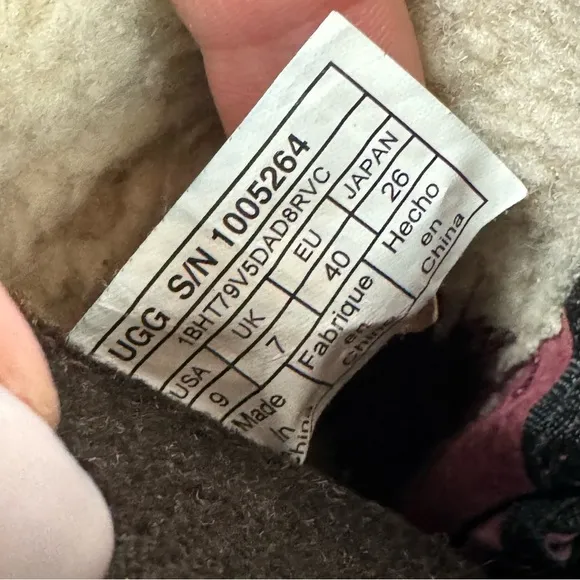 UGG S/N 1005264
1BHT79V5DAD8RVC
USA UK EU JAPAN
9 7 40 26
Made in China
Fabrique en Chine
Hecho en China